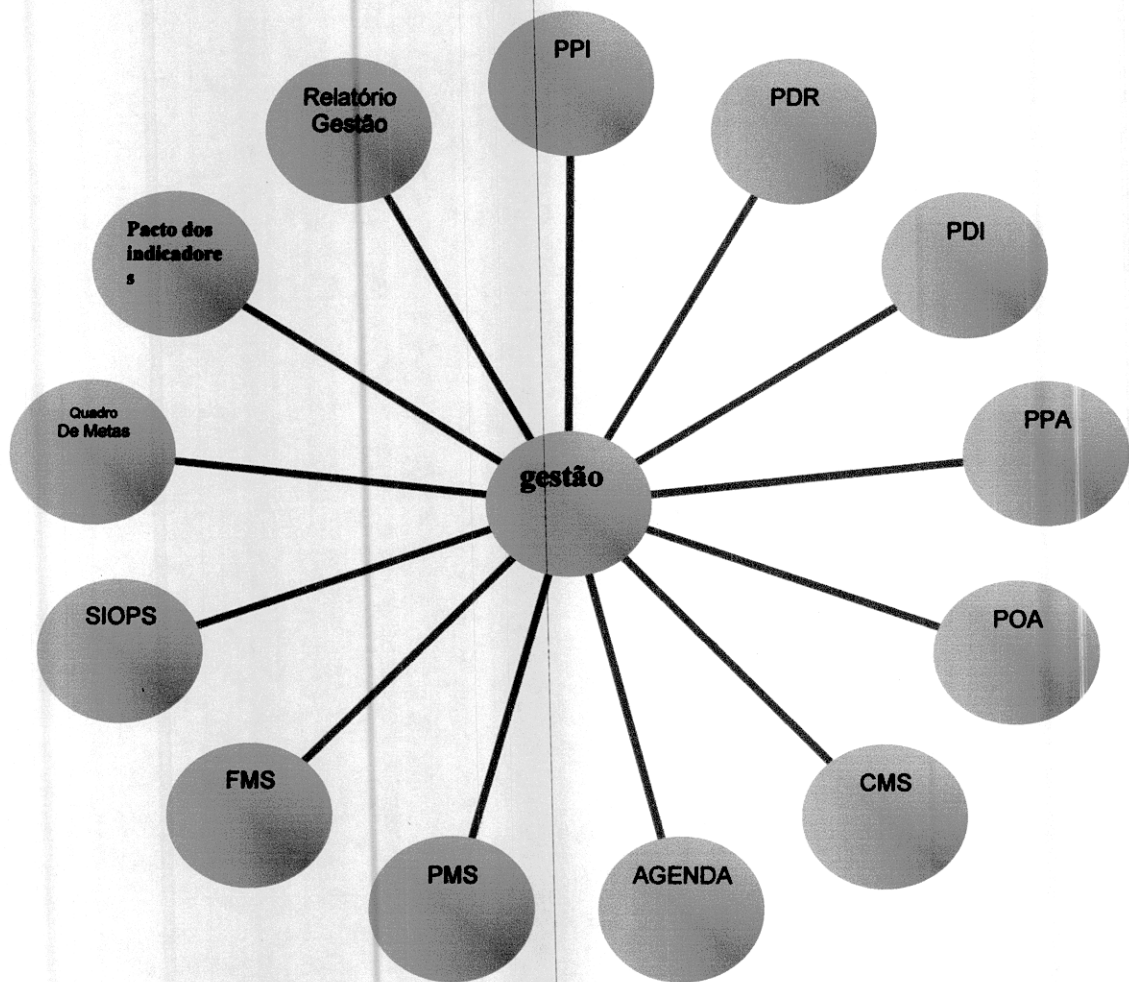 PPI
Relatório
Gestão
PDR
Pacto dos
indicadore
s
PDI
Quadro
De Metas
PPA
gestão
SIOPS
POA
FMS
CMS
PMS
AGENDA